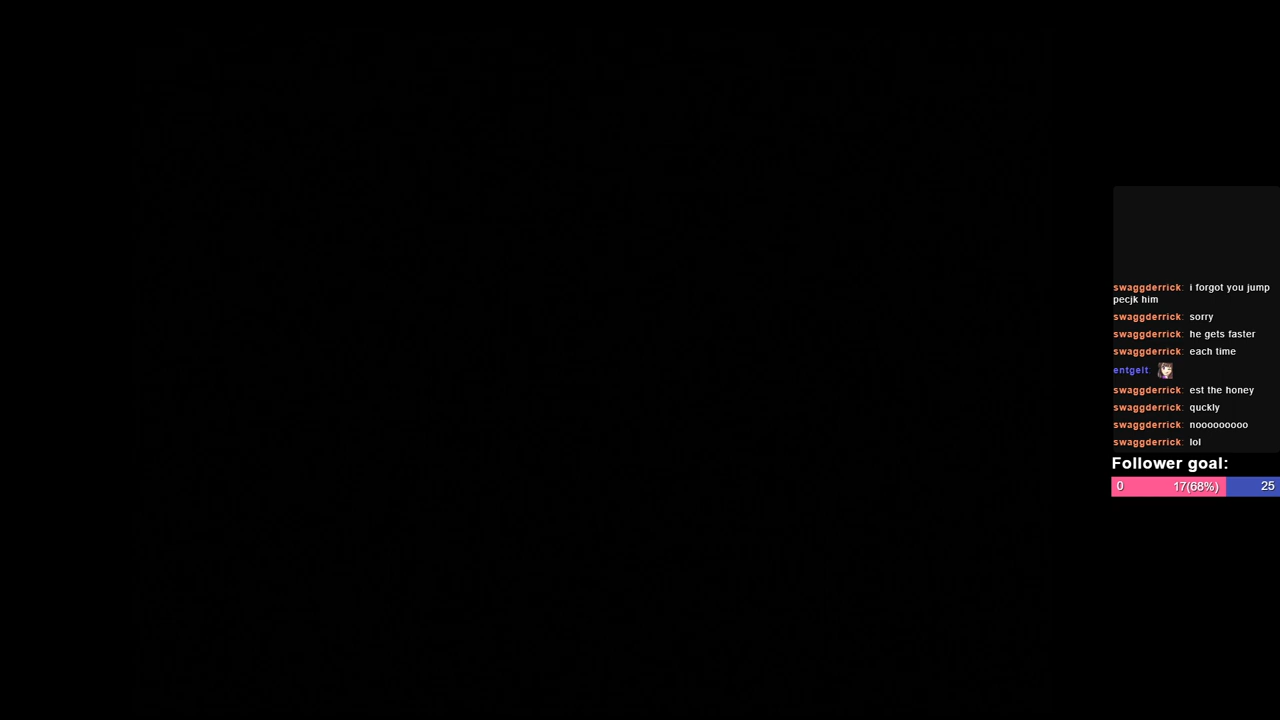 swaggderrick: i forgot you jump
pecjk him
swaggderrick: sorry
swaggderrick: he gets faster
swaggderrick: each time
entgelt:
swaggderrick: est the honey
swaggderrick: quckly
swaggderrick: nooooooooo
swaggderrick: lol
Follower goal:
0 17(68%) 25